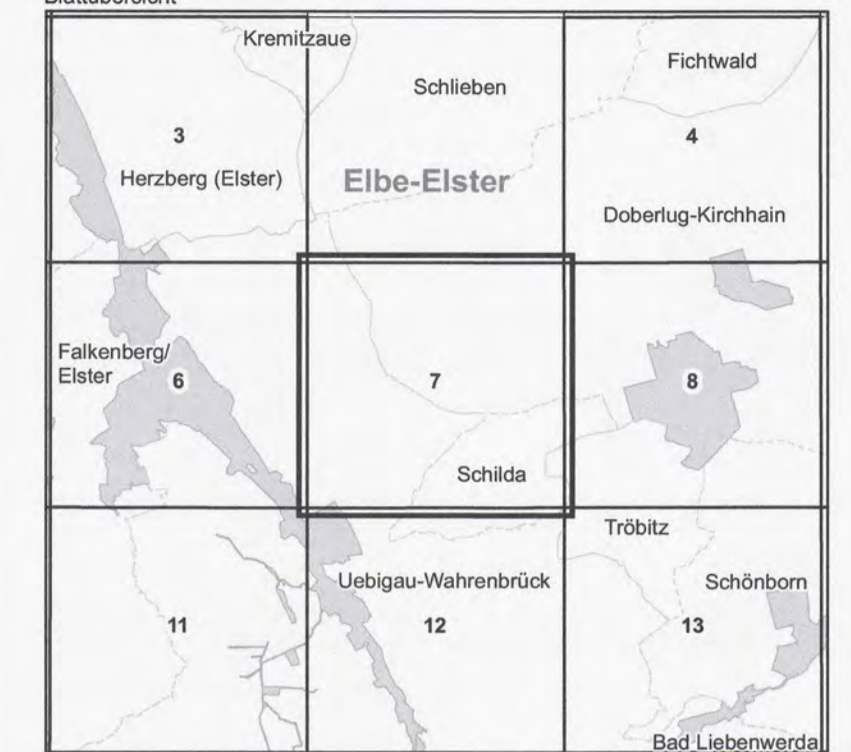 Blattübersicht
Kremitzaue
Fichtwald
Schlieben
3
4
Herzberg (Elster)
Elbe-Elster
Doberlug-Kirchhain
Falkenberg/
Elster
6
7
8
Schilda
Tröbitz
Uebigau-Wahrenbrück
Schönborn
11
12
13
Bad Liebenwerda